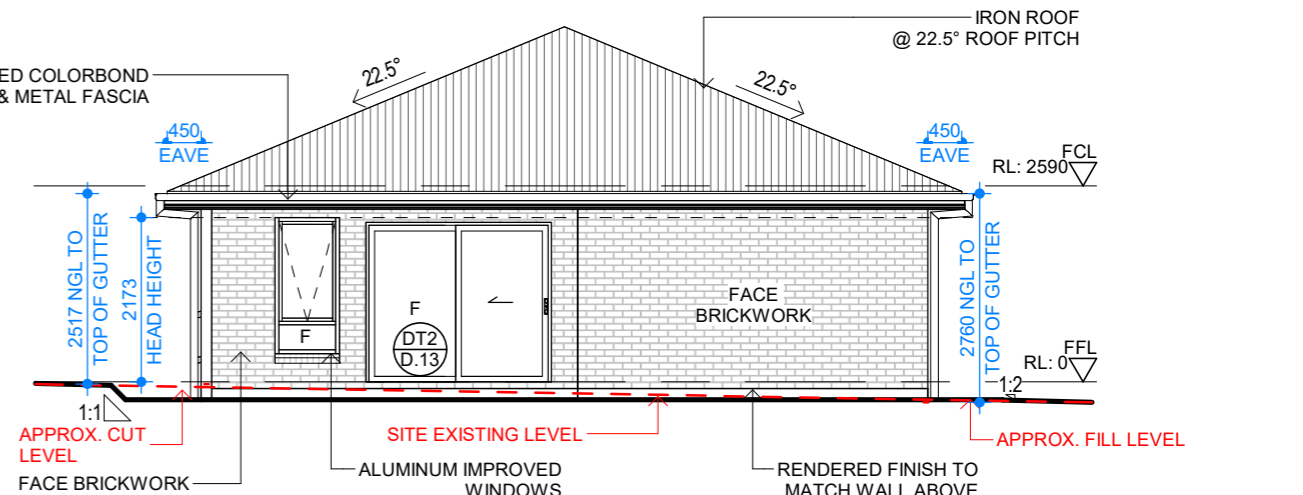 IRON ROOF
@ 22.5° ROOF PITCH
ED COLORBOND
& METAL FASCIA
22.5°
22.5°
450
EAVE
450
EAVE
FCL
RL: 2590
2517 NGL TO
TOP OF GUTTER
2173
HEAD HEIGHT
F
F
DT2
D.13
FACE
BRICKWORK
2760 NGL TO
TOP OF GUTTER
FFL
RL: 0
1:1
1:2
APPROX. CUT
LEVEL
SITE EXISTING LEVEL
APPROX. FILL LEVEL
FACE BRICKWORK
ALUMINUM IMPROVED
WINDOWS
RENDERED FINISH TO
MATCH WALL ABOVE